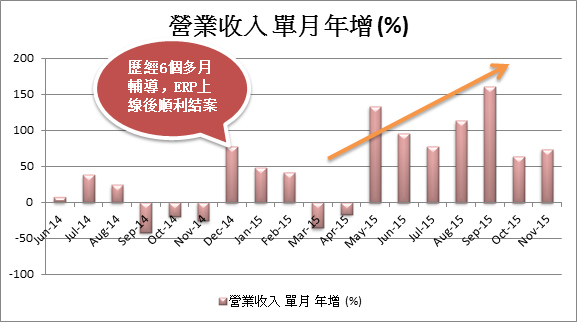 營業收入 單月 年增 (%)
歷經6個多月
輔導，ERP上
線後順利結案
200
150
100
50
0
-50
-100
Jun-14
Jul-14
Aug-14
Sep-14
Oct-14
Nov-14
Dec-14
Jan-15
Feb-15
Mar-15
Apr-15
May-15
Jun-15
Jul-15
Aug-15
Sep-15
Oct-15
Nov-15
營業收入 單月 年增 (%)